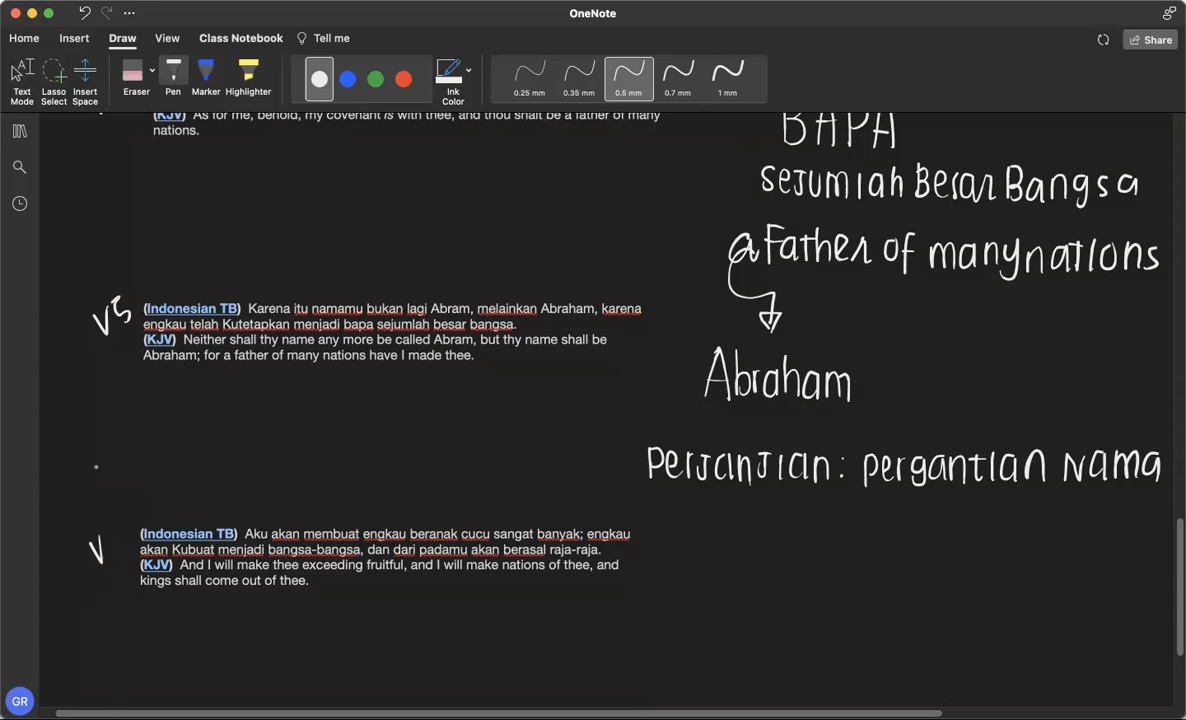 OneNote
Home Insert Draw View Class Notebook Tell me
Share
Text Mode
Lasso Select
Insert Space
Eraser
Pen
Marker
Highlighter
Ink Color
0.25 mm
0.35 mm
0.5 mm
0.7 mm
1 mm
(KJV) As for me, behold, my covenant is with thee, and thou shalt be a father of many
nations.
BAPA
sejumlah Besar Bangsa
a Father of many nations
Abraham
Perjanjian: pergantian Nama
V5
(Indonesian TB) Karena itu namamu bukan lagi Abram, melainkan Abraham, karena
engkau telah Kutetapkan menjadi bapa sejumlah besar bangsa.
(KJV) Neither shall thy name any more be called Abram, but thy name shall be
Abraham; for a father of many nations have I made thee.
V
(Indonesian TB) Aku akan membuat engkau beranak cucu sangat banyak; engkau
akan Kubuat menjadi bangsa-bangsa, dan dari padamu akan berasal raja-raja.
(KJV) And I will make thee exceeding fruitful, and I will make nations of thee, and
kings shall come out of thee.
GR